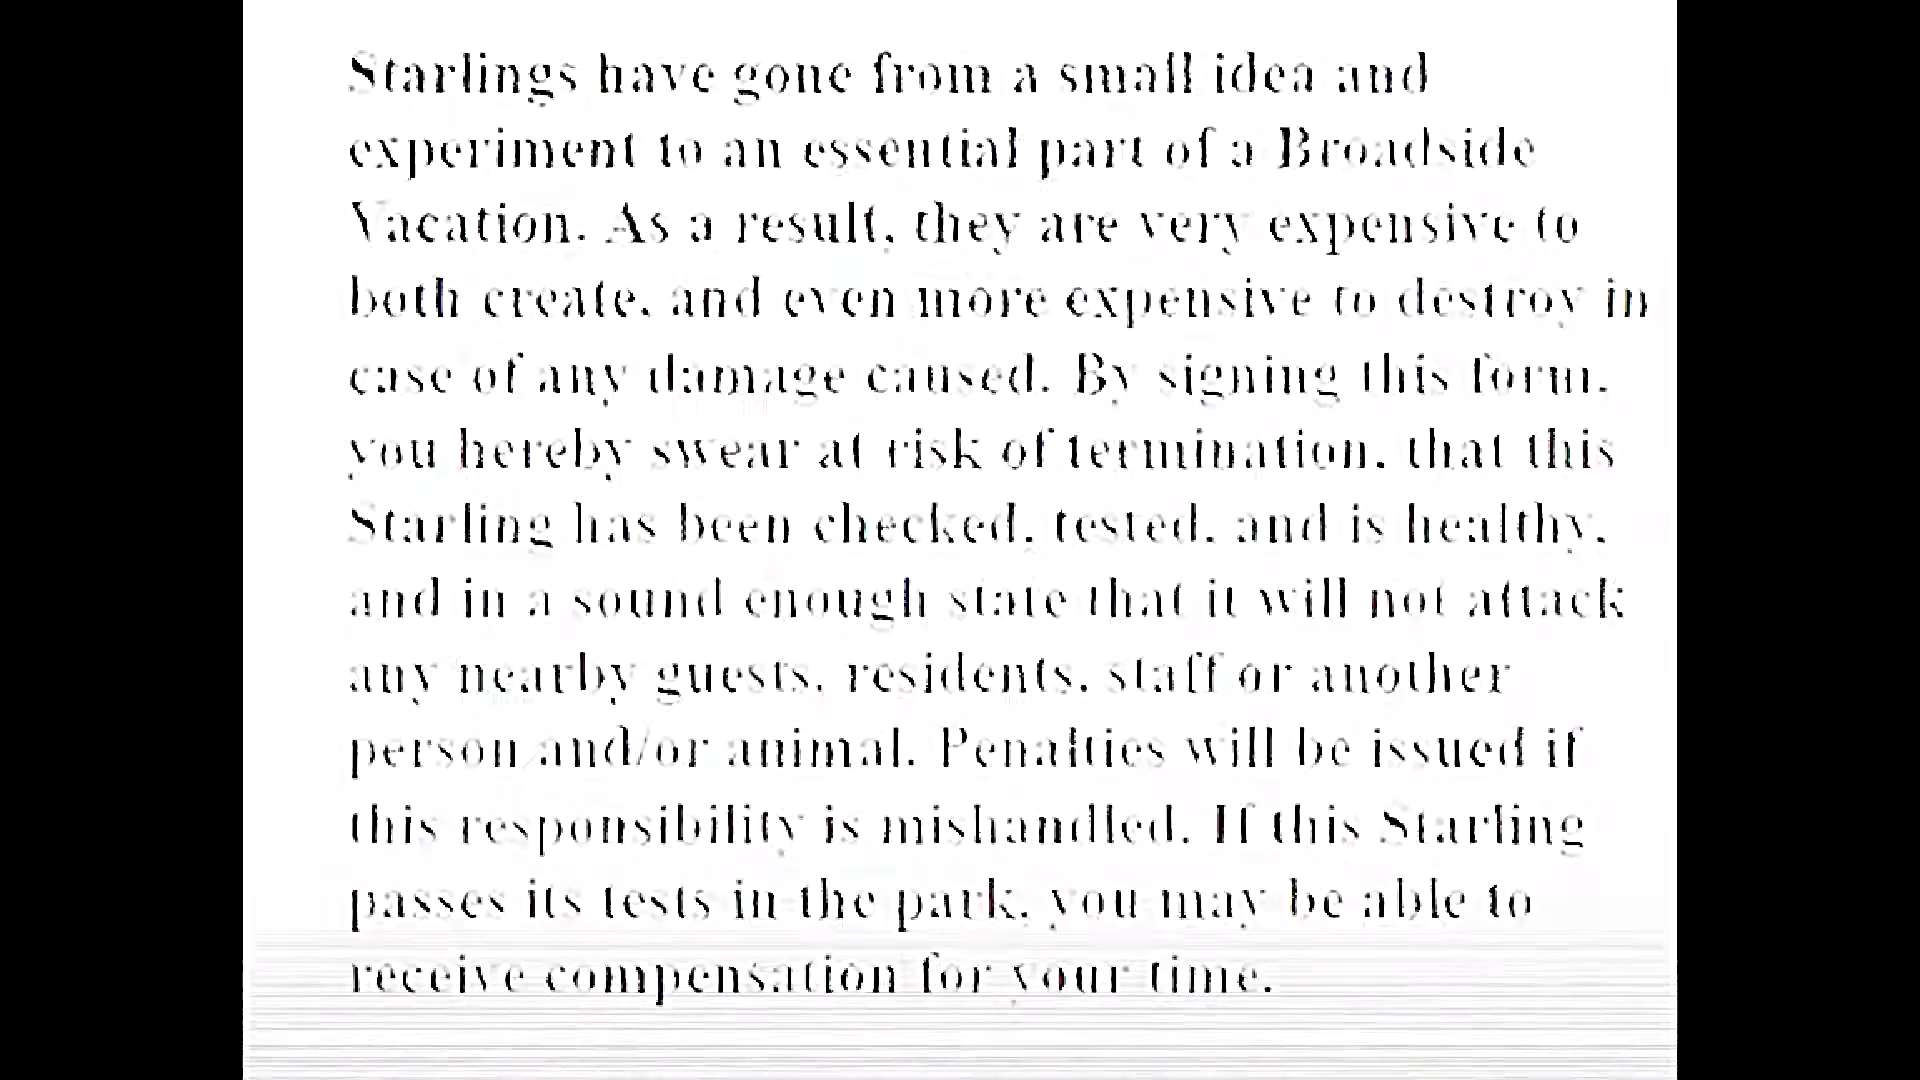 Starlings have gone from a small idea and
experiment to an essential part of a Broadside
Vacation. As a result, they are very expensive to
both create, and even more expensive to destroy in
case of any damage caused. By signing this form,
you hereby swear at risk of termination, that this
Starling has been checked, tested, and is healthy,
and in a sound enough state that it will not attack
any nearby guests, residents, staff or another
person and/or animal. Penalties will be issued if
this responsibility is mishandled. If this Starling
passes its tests in the park, you may be able to
receive compensation for your time.